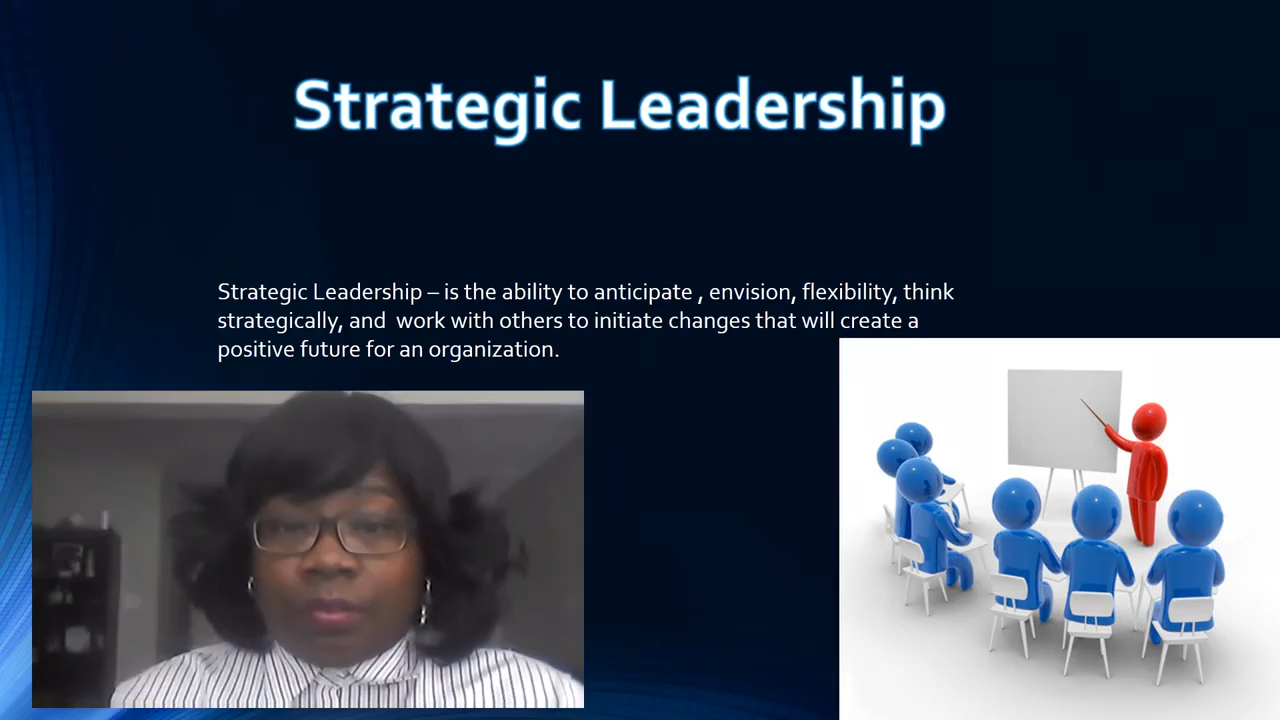 Strategic Leadership
Strategic Leadership – is the ability to anticipate , envision, flexibility, think
strategically, and  work with others to initiate changes that will create a
positive future for an organization.